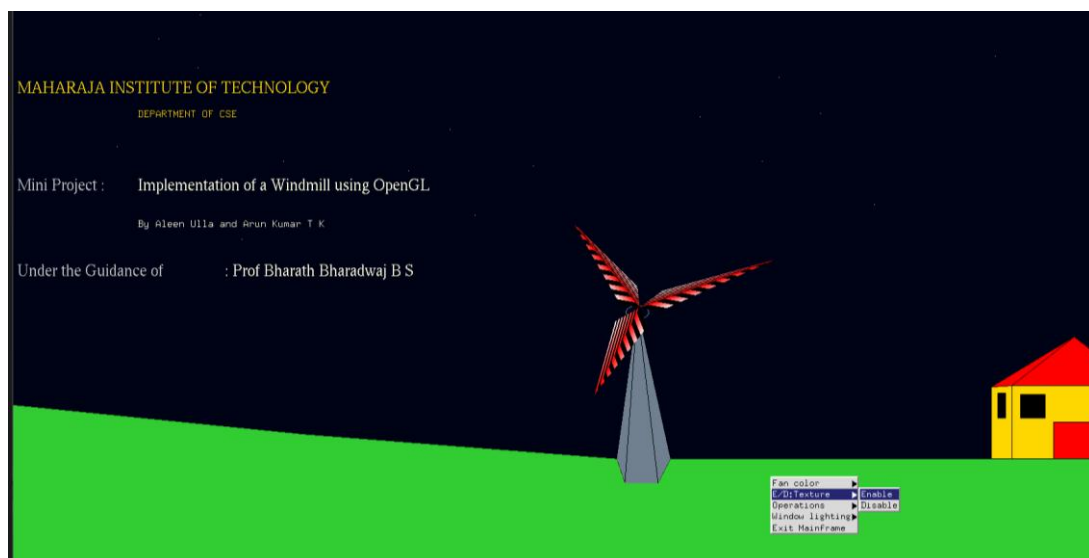 MAHARAJA INSTITUTE OF TECHNOLOGY
DEPARTMENT OF CSE
Mini Project : Implementation of a Windmill using OpenGL
By Aleen Ulla and Arun Kumar T K
Under the Guidance of : Prof Bharath Bharadwaj B S
Fan color
E/D:Texture Enable
Operations Disable
Window lighting
Exit MainFrame